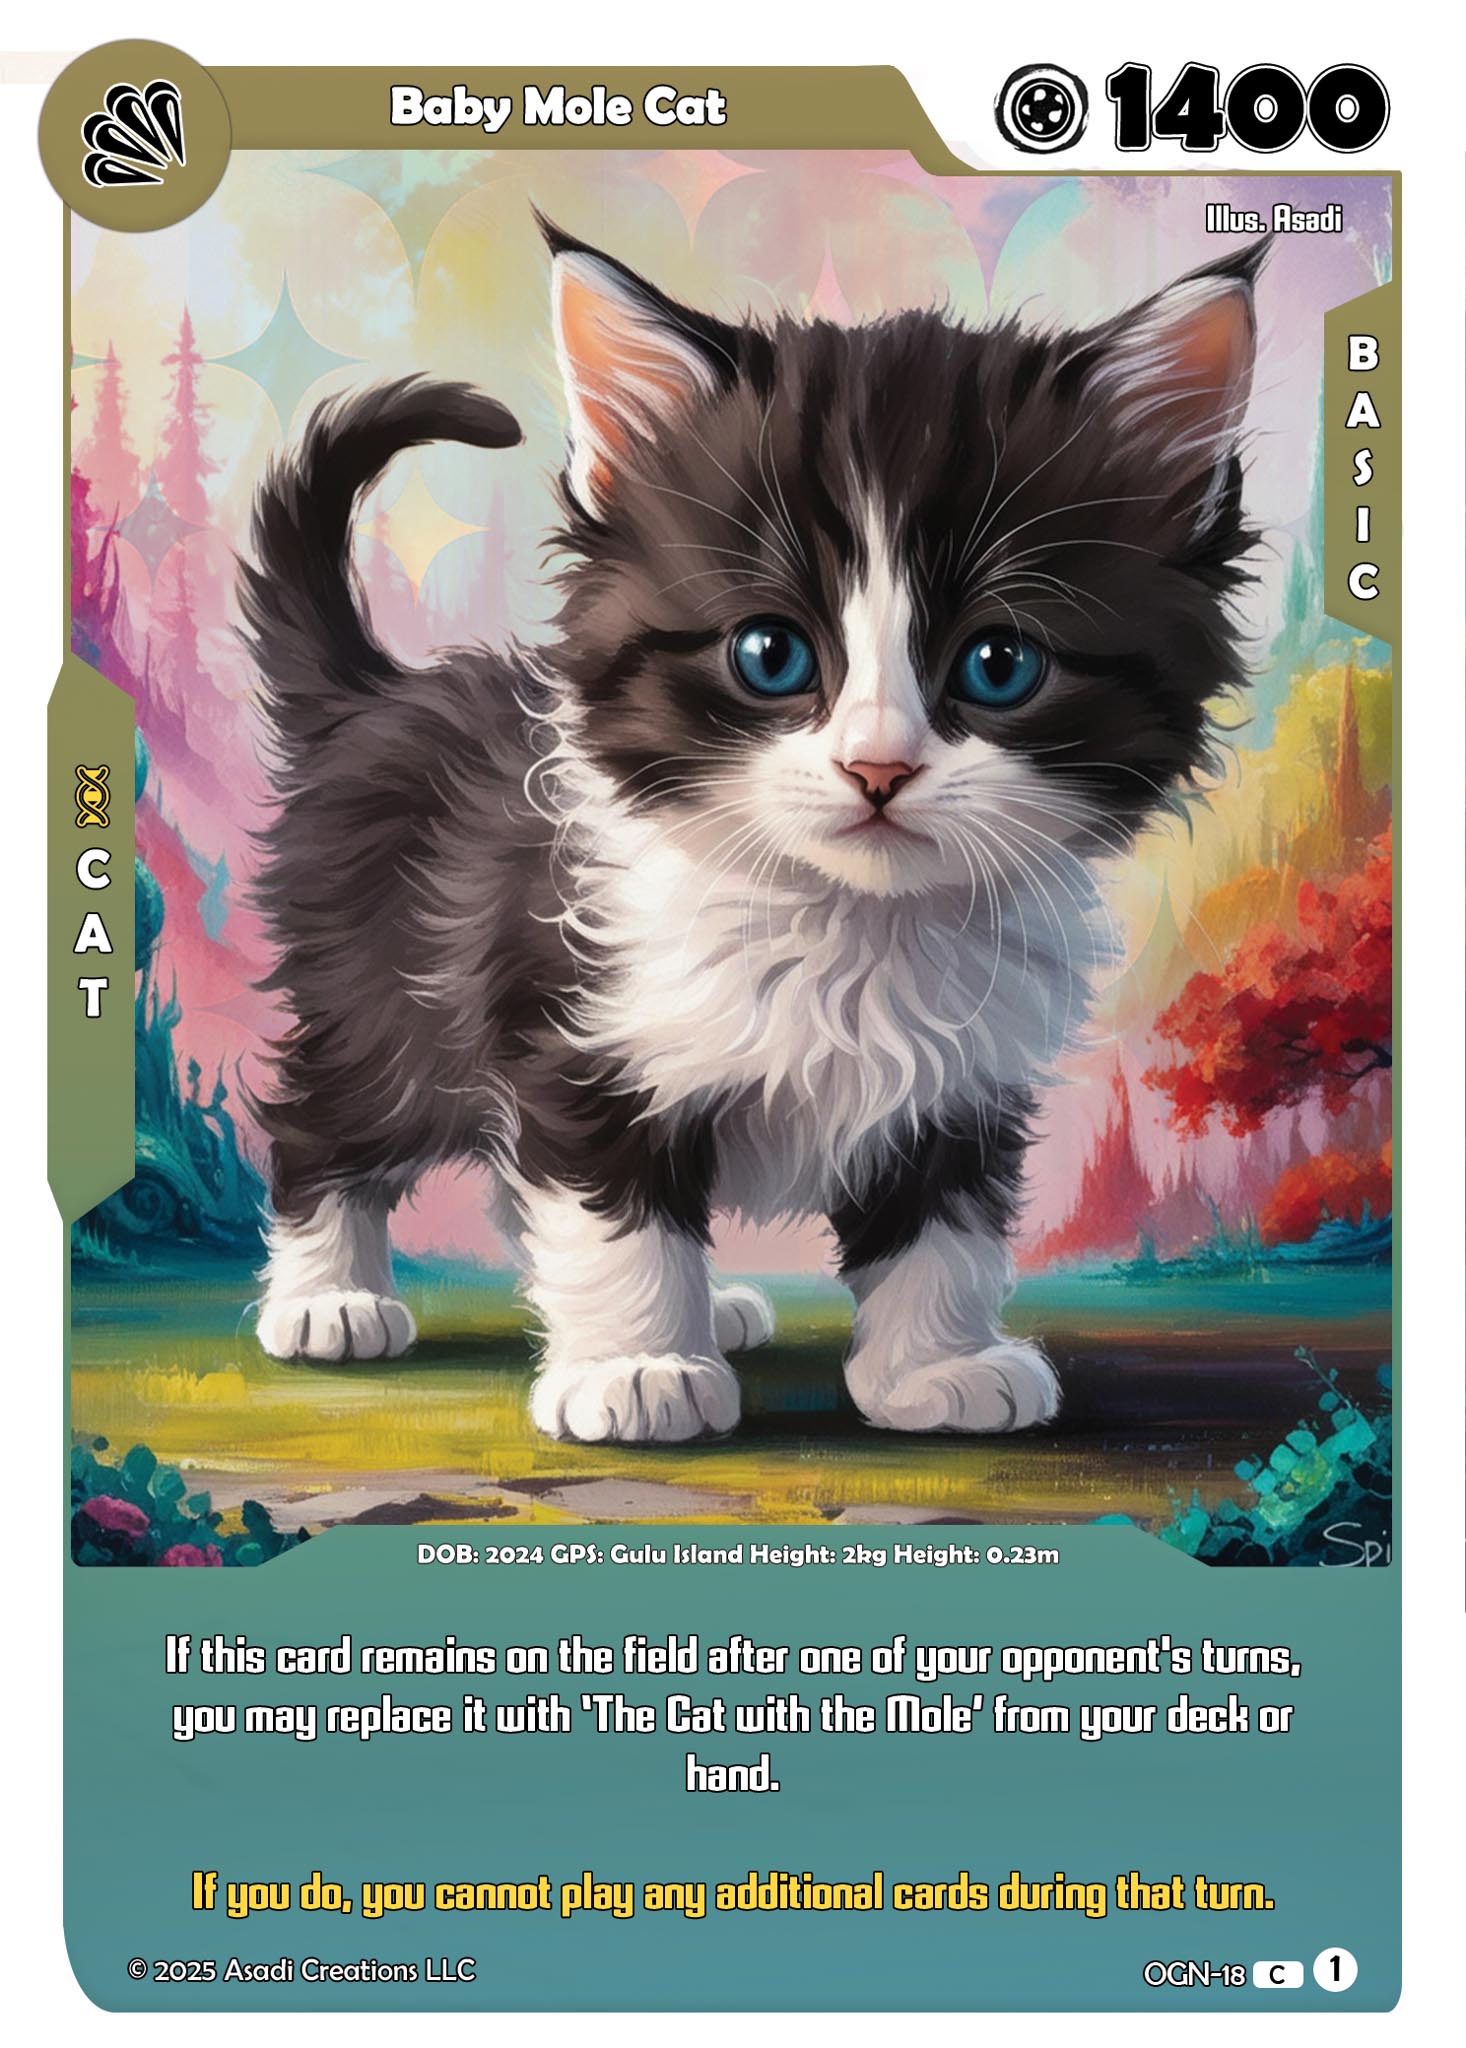 Baby Mole Cat
1400
Illus. Asadi
BASIC
CAT
Spi
DOB: 2024 GPS: Gulu Island Height: 2kg Height: 0.23m
If this card remains on the field after one of your opponent's turns,
you may replace it with 'The Cat with the Mole' from your deck or
hand.
If you do, you cannot play any additional cards during that turn.
© 2025 Asadi Creations LLC
OGN-18 C 1